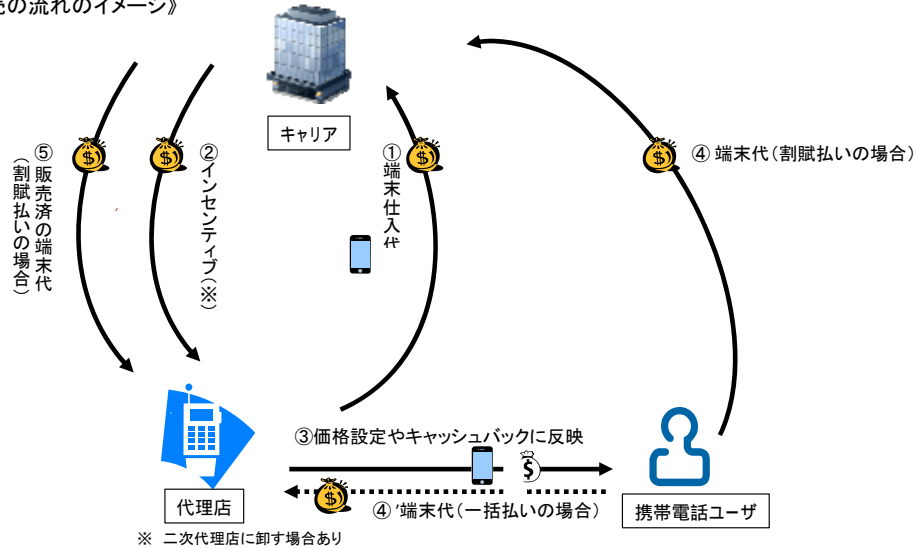 売の流れのイメージ》
キャリア
⑤販売済の端末代
(割賦払いの場合)
②インセンティブ(※)
①端末仕入代
④ 端末代(割賦払いの場合)
③価格設定やキャッシュバックに反映
④ '端末代(一括払いの場合)
代理店
携帯電話ユーザ
※ 二次代理店に卸す場合あり